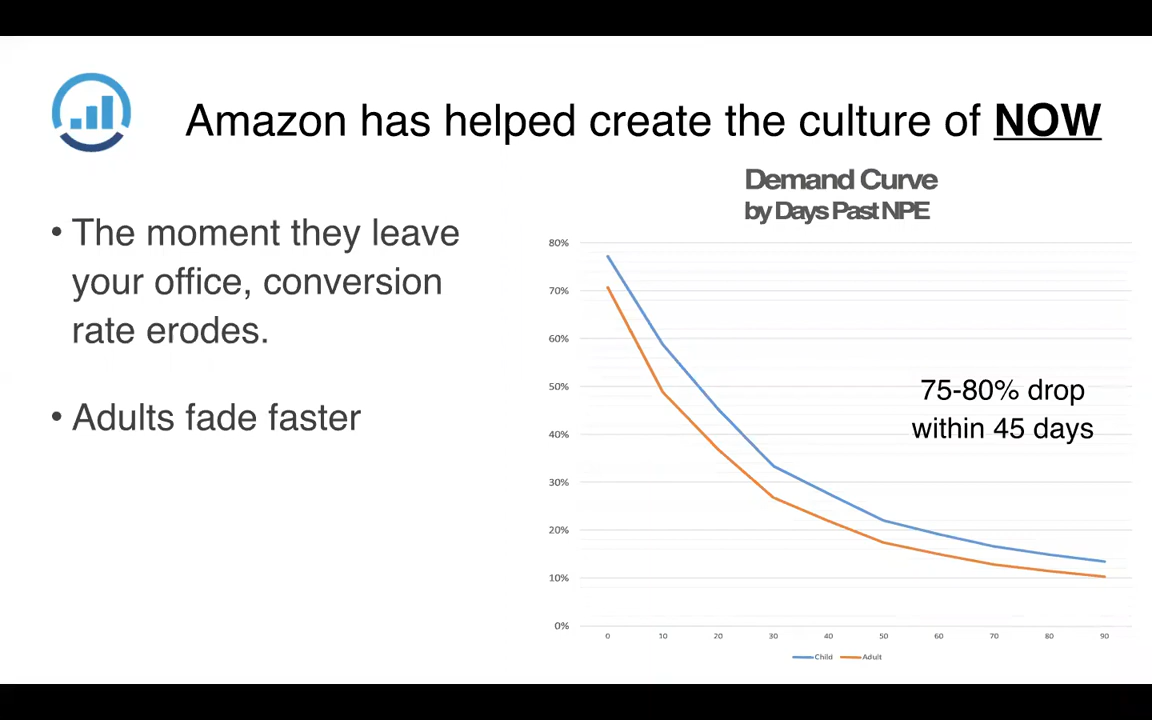 Amazon has helped create the culture of NOW
• The moment they leave
your office, conversion
rate erodes.
• Adults fade faster
Demand Curve
by Days Past NPE
80%
70%
60%
50%
40%
30%
20%
10%
0%
0 10 20 30 40 50 60 70 80 90
75-80% drop
within 45 days
Child Adult